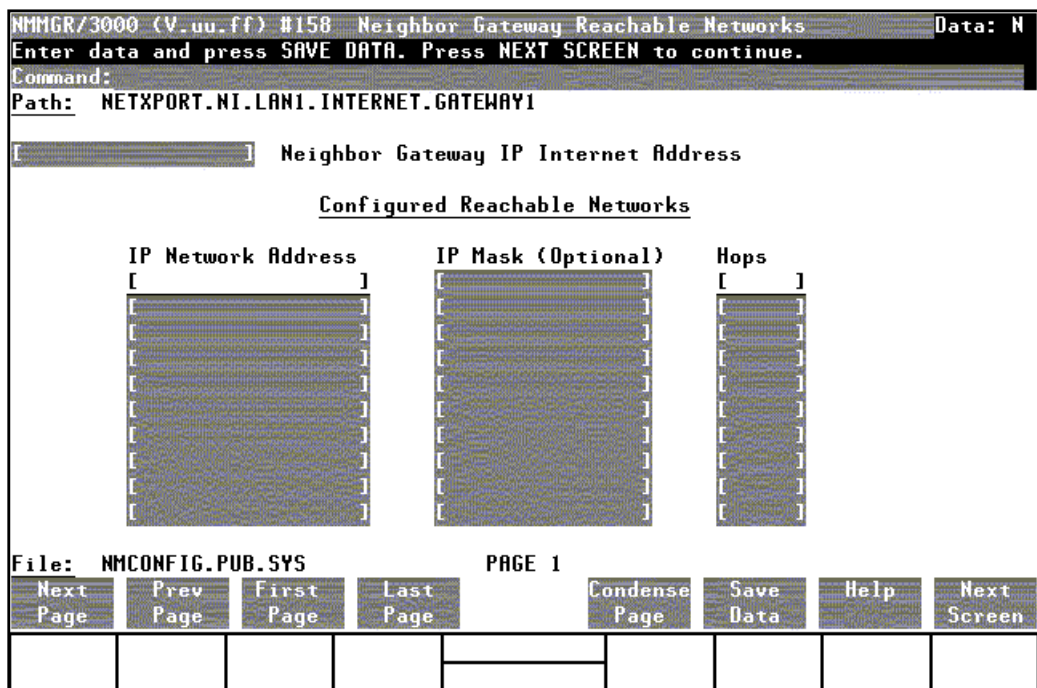 NMMGR/3000 (V.uu.ff) #158 Neighbor Gateway Reachable Networks Data: N
Enter data and press SAVE DATA. Press NEXT SCREEN to continue.
Command:
Path: NETXPORT.NI.LAN1.INTERNET.GATEWAY1
[ ] Neighbor Gateway IP Internet Address
Configured Reachable Networks
IP Network Address IP Mask (Optional) Hops
[ ] [ ] [ ]
[ ] [ ] [ ]
[ ] [ ] [ ]
[ ] [ ] [ ]
[ ] [ ] [ ]
[ ] [ ] [ ]
[ ] [ ] [ ]
[ ] [ ] [ ]
[ ] [ ] [ ]
[ ] [ ] [ ]
File: NMCONFIG.PUB.SYS PAGE 1
Next Prev First Last Condense Save Help Next
Page Page Page Page Page Data Screen